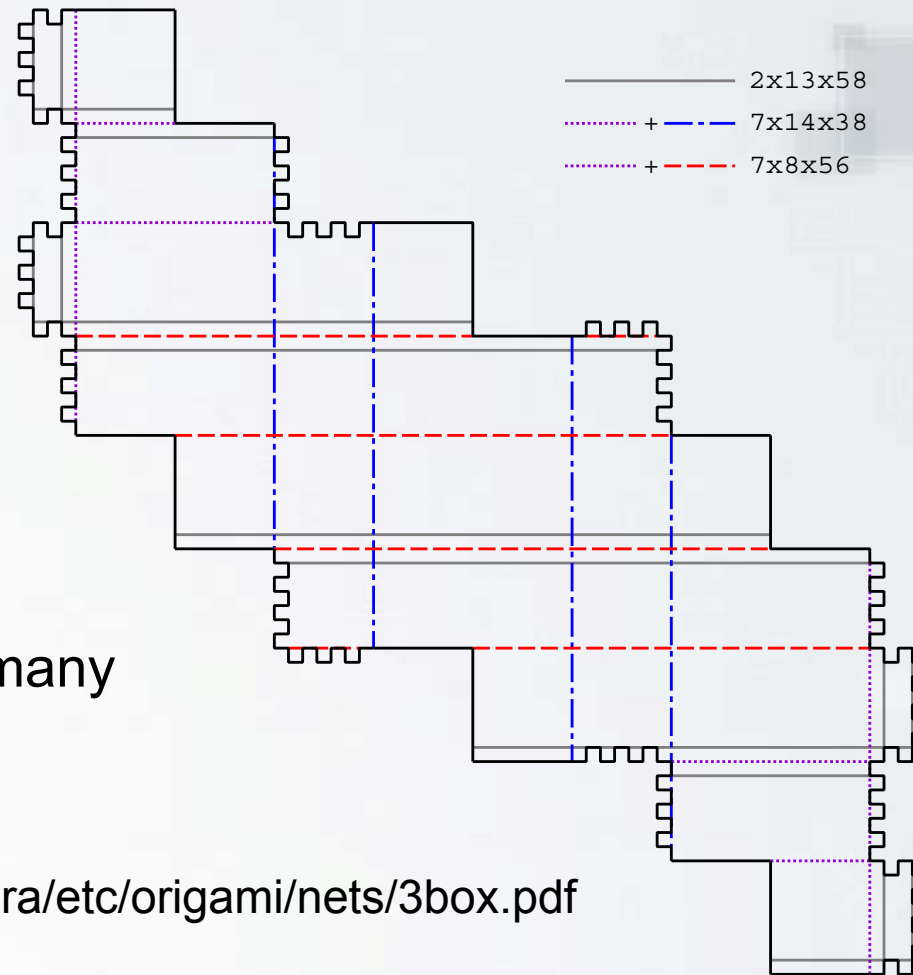 2x13x58
+ 7x14x38
+ 7x8x56
many
ra/etc/origami/nets/3box.pdf